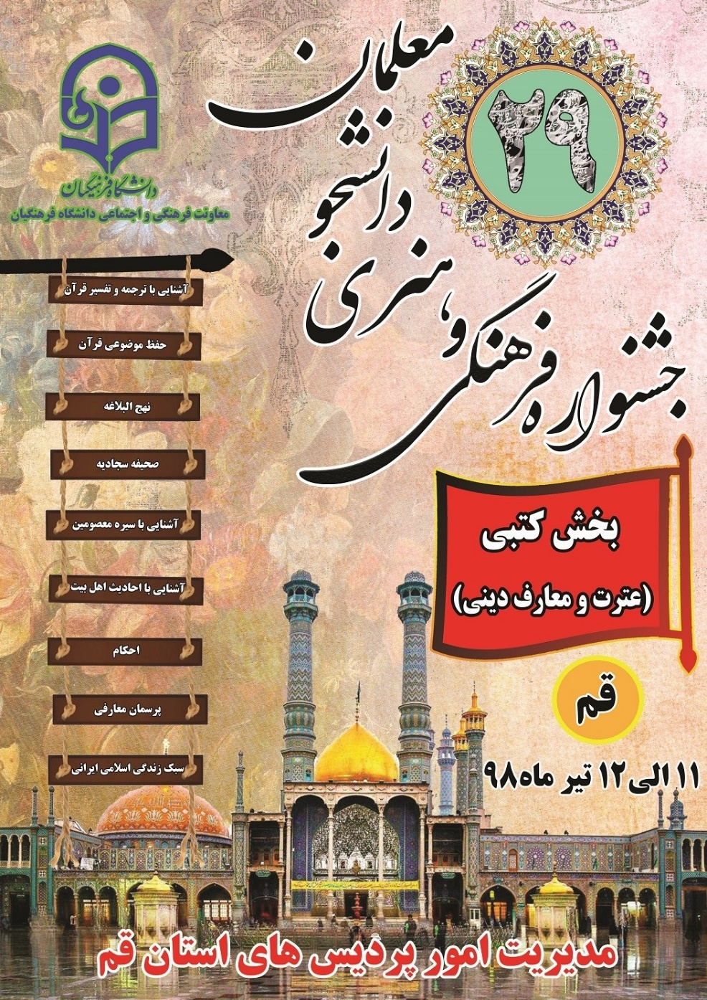 ۲۹
جشنواره فرهنگی و هنری دانشجو معلمان
دانشگاه فرهنگیان
معاونت فرهنگی و اجتماعی دانشگاه فرهنگیان
آشنایی با ترجمه و تفسیر قرآن
حفظ موضوعی قرآن
نهج البلاغه
صحیفه سجادیه
آشنایی با سیره معصومین
آشنایی با احادیث اهل بیت
احکام
پرسمان معارفی
سبک زندگی اسلامی ایرانی
بخش کتبی
(عترت و معارف دینی)
قم
۱۱ الی ۱۲ تیر ماه ۹۸
مدیریت امور پردیس های استان قم